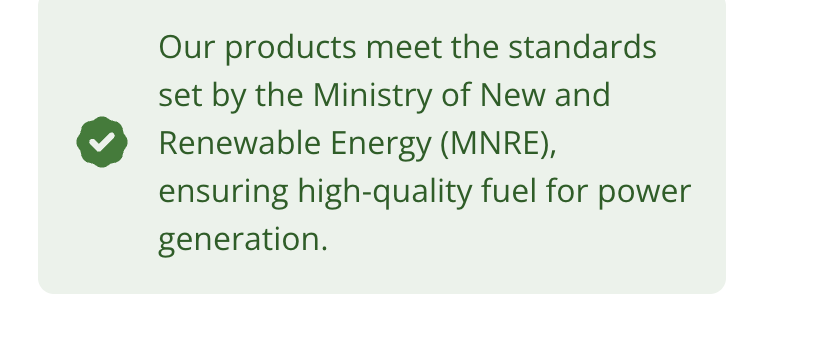 Our products meet the standards
set by the Ministry of New and
Renewable Energy (MNRE),
ensuring high-quality fuel for power
generation.